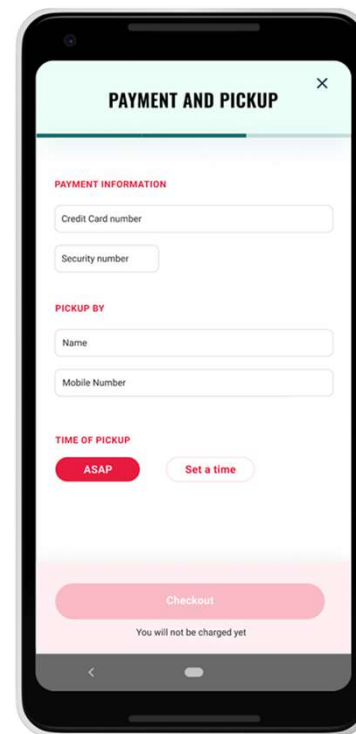 PAYMENT AND PICKUP
PAYMENT INFORMATION
Credit Card number
Security number
PICKUP BY
Name
Mobile Number
TIME OF PICKUP
ASAP Set a time
Checkout
You will not be charged yet